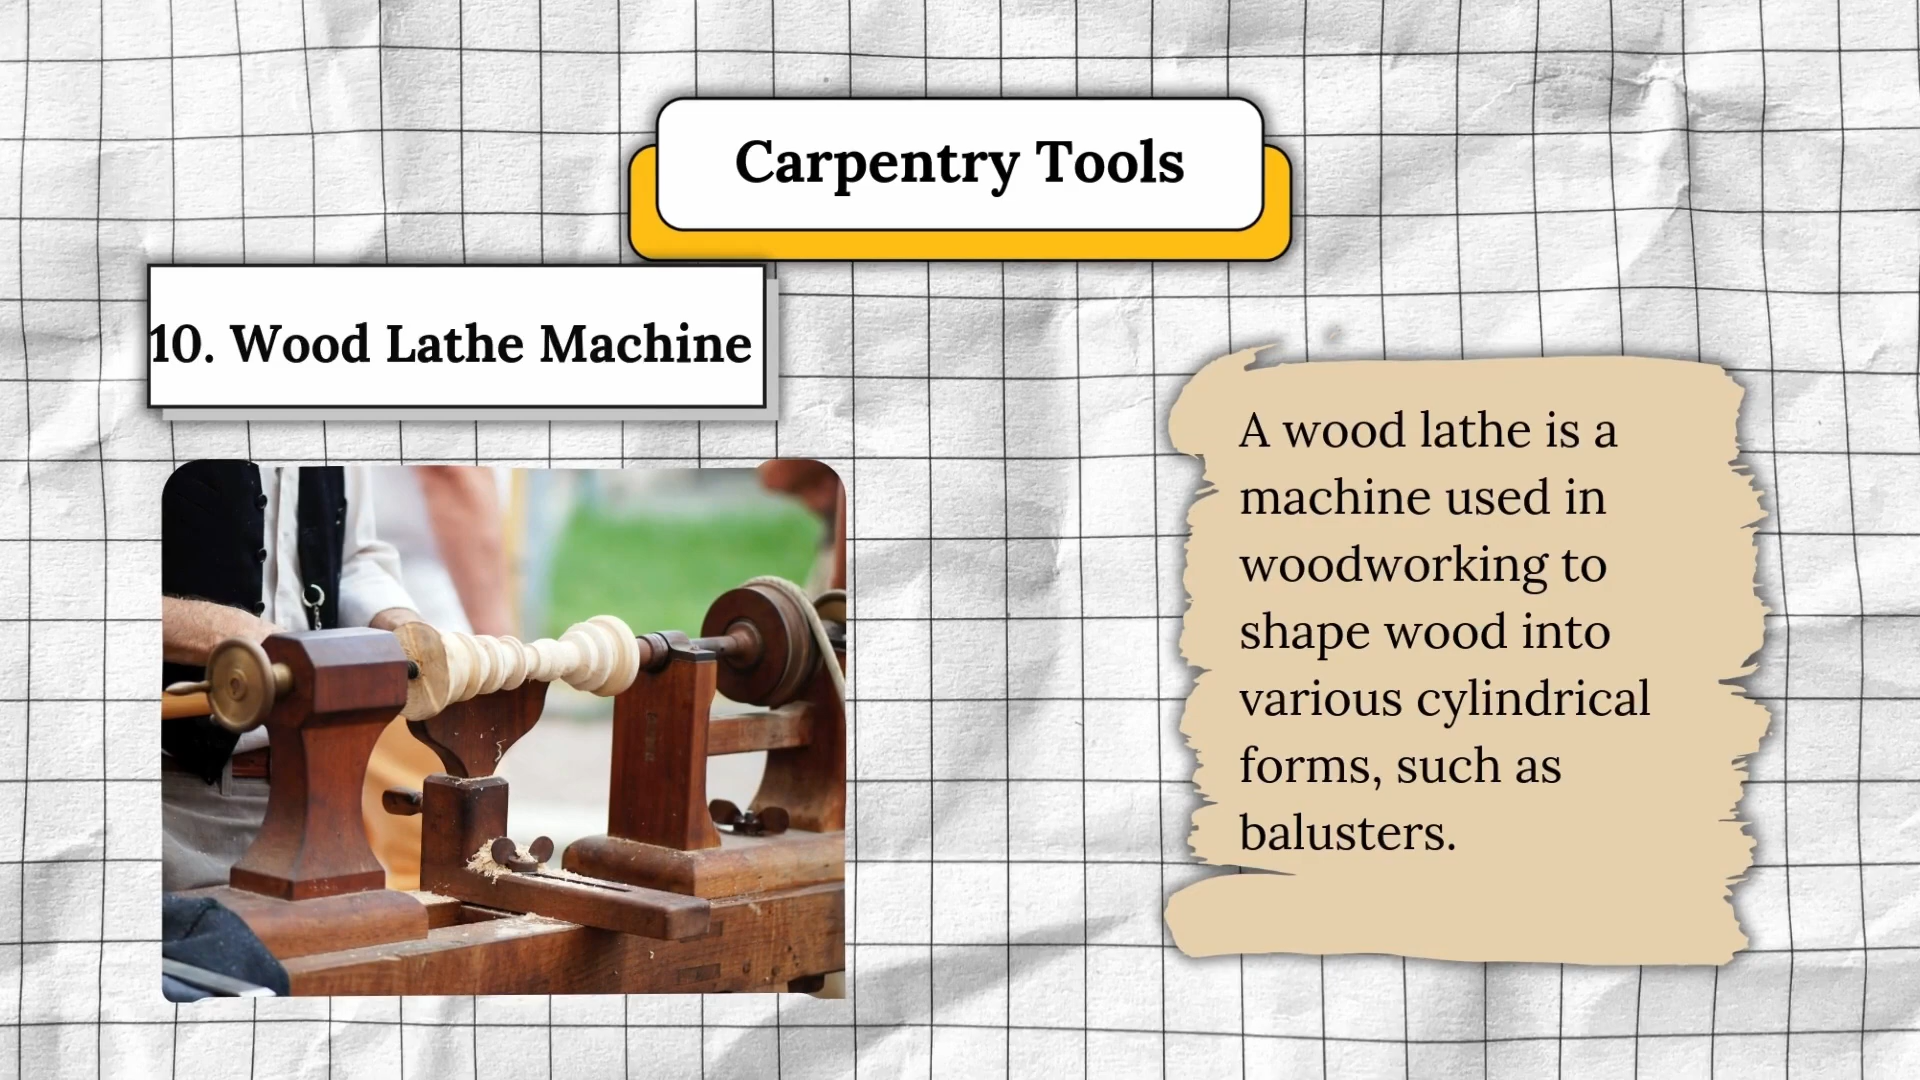 Carpentry Tools
10. Wood Lathe Machine
A wood lathe is a
machine used in
woodworking to
shape wood into
various cylindrical
forms, such as
balusters.